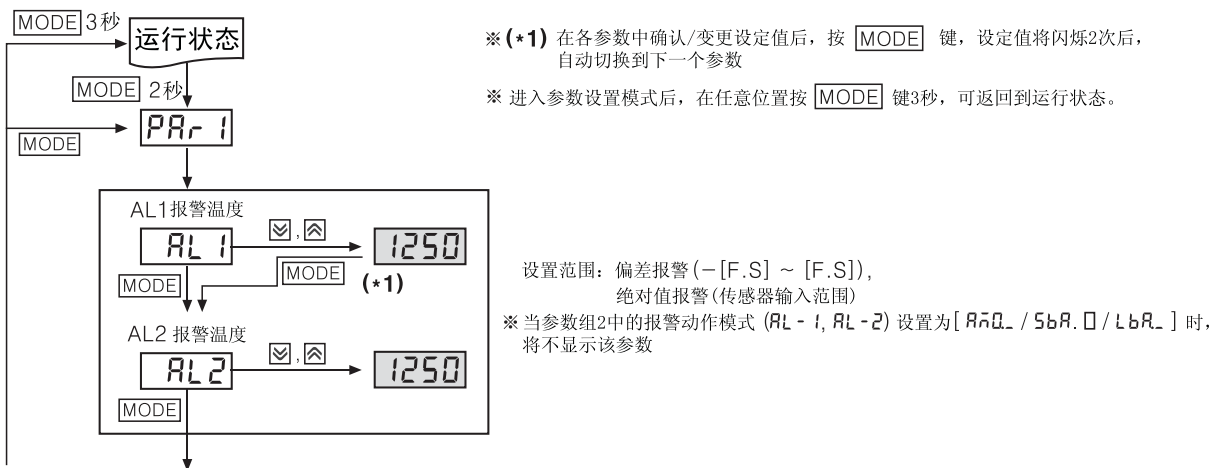 MODE 3秒
运行状态
※(*1) 在各参数中确认/变更设定值后，按 MODE 键，设定值将闪烁2次后，
自动切换到下一个参数
MODE 2秒
※ 进入参数设置模式后，在任意位置按 MODE 键3秒，可返回到运行状态。
PAr 1
MODE
AL1报警温度
AL 1
1250
MODE
MODE
(*1)
设置范围：偏差报警(－[F.S] ~ [F.S])，
绝对值报警(传感器输入范围)
AL2 报警温度
※当参数组2中的报警动作模式 (AL-1, AL-2) 设置为[ / SbA. / LbA. ] 时，
将不显示该参数
AL2
1250
MODE